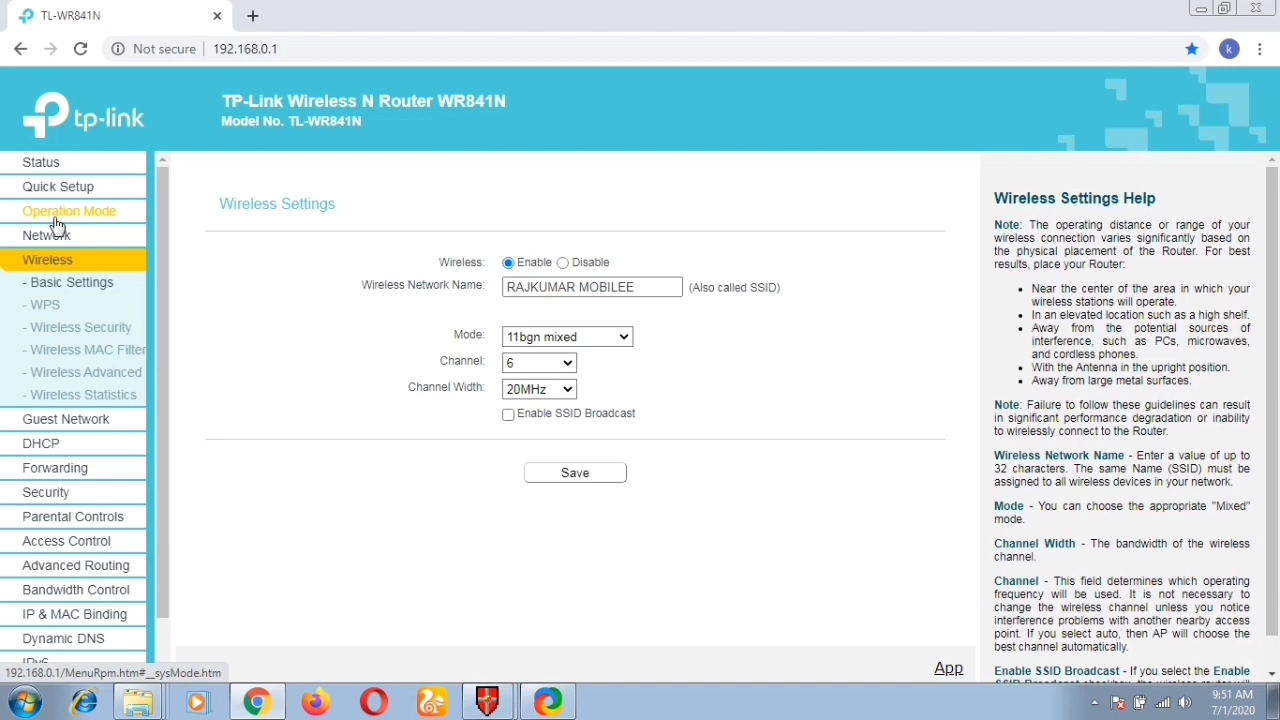 TL-WR841N
Not secure
192.168.0.1
k
tp-link
TP-Link Wireless N Router WR841N
Model No. TL-WR841N
Status
Quick Setup
Operation Mode
Network
Wireless
- Basic Settings
- WPS
- Wireless Security
- Wireless MAC Filter
- Wireless Advanced
- Wireless Statistics
Guest Network
DHCP
Forwarding
Security
Parental Controls
Access Control
Advanced Routing
Bandwidth Control
IP & MAC Binding
Dynamic DNS
IPv6
192.168.0.1/MenuRpm.htm#__sysMode.htm
Wireless Settings
Wireless: Enable Disable
Wireless Network Name: RAJKUMAR MOBILEE (Also called SSID)
Mode: 11bgn mixed
Channel: 6
Channel Width: 20MHz
Enable SSID Broadcast
Save
App
Wireless Settings Help
Note: The operating distance or range of your
wireless connection varies significantly based on
the physical placement of the Router. For best
results, place your Router:
Near the center of the area in which your
wireless stations will operate.
In an elevated location such as a high shelf.
Away from the potential sources of
interference, such as PCs, microwaves,
and cordless phones.
With the Antenna in the upright position.
Away from large metal surfaces.
Note: Failure to follow these guidelines can result
in significant performance degradation or inability
to wirelessly connect to the Router.
Wireless Network Name - Enter a value of up to
32 characters. The same Name (SSID) must be
assigned to all wireless devices in your network.
Mode - You can choose the appropriate "Mixed"
mode.
Channel Width - The bandwidth of the wireless
channel.
Channel - This field determines which operating
frequency will be used. It is not necessary to
change the wireless channel unless you notice
interference problems with another nearby access
point. If you select auto, then AP will choose the
best channel automatically.
Enable SSID Broadcast - If you select the Enable
SSID Broadcast checkbox, the wireless router will
9:51 AM
7/1/2020